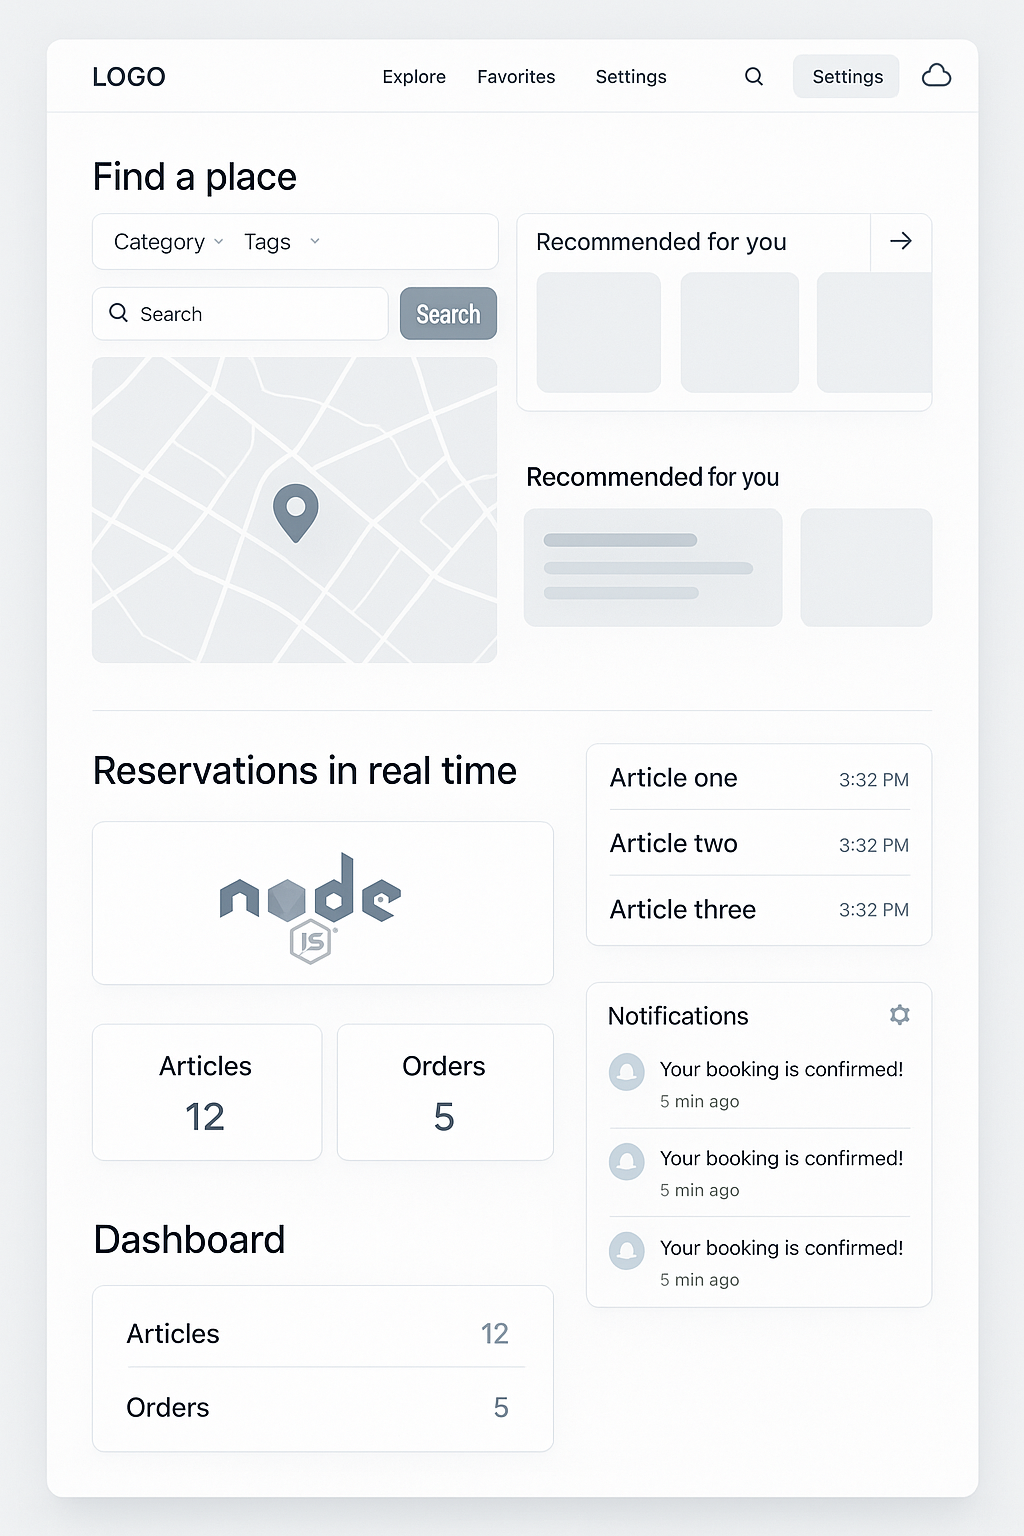 LOGO
Explore Favorites Settings Settings
Find a place
Category Tags
Search Search
Recommended for you
Recommended for you
Reservations in real time
node
JS
Articles
12
Orders
5
Dashboard
Articles 12
Orders 5
Article one 3:32 PM
Article two 3:32 PM
Article three 3:32 PM
Notifications
Your booking is confirmed!
5 min ago
Your booking is confirmed!
5 min ago
Your booking is confirmed!
5 min ago